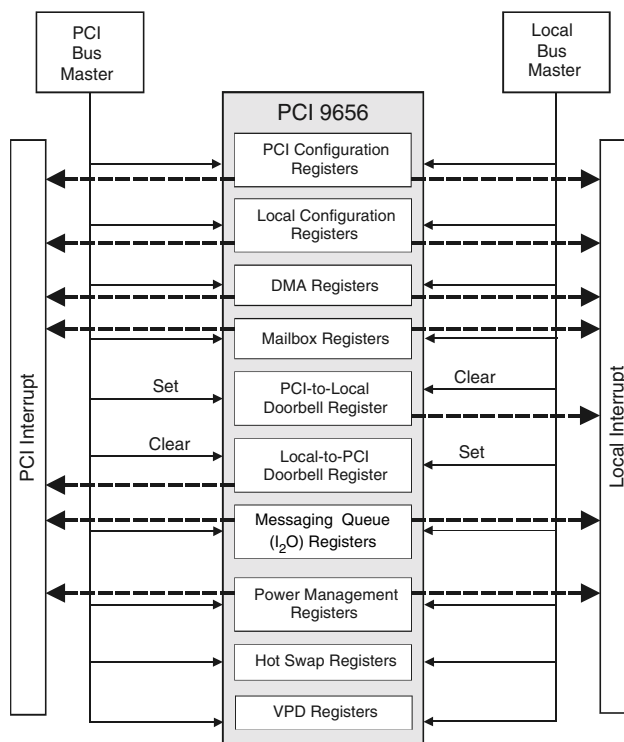 PCI
Bus
Master
Local
Bus
Master
PCI 9656
PCI Configuration
Registers
Local Configuration
Registers
DMA Registers
Mailbox Registers
Set
PCI-to-Local
Doorbell Register
Clear
Clear
Local-to-PCI
Doorbell Register
Set
Messaging Queue
(I₂O) Registers
Power Management
Registers
Hot Swap Registers
VPD Registers
PCI Interrupt
Local Interrupt